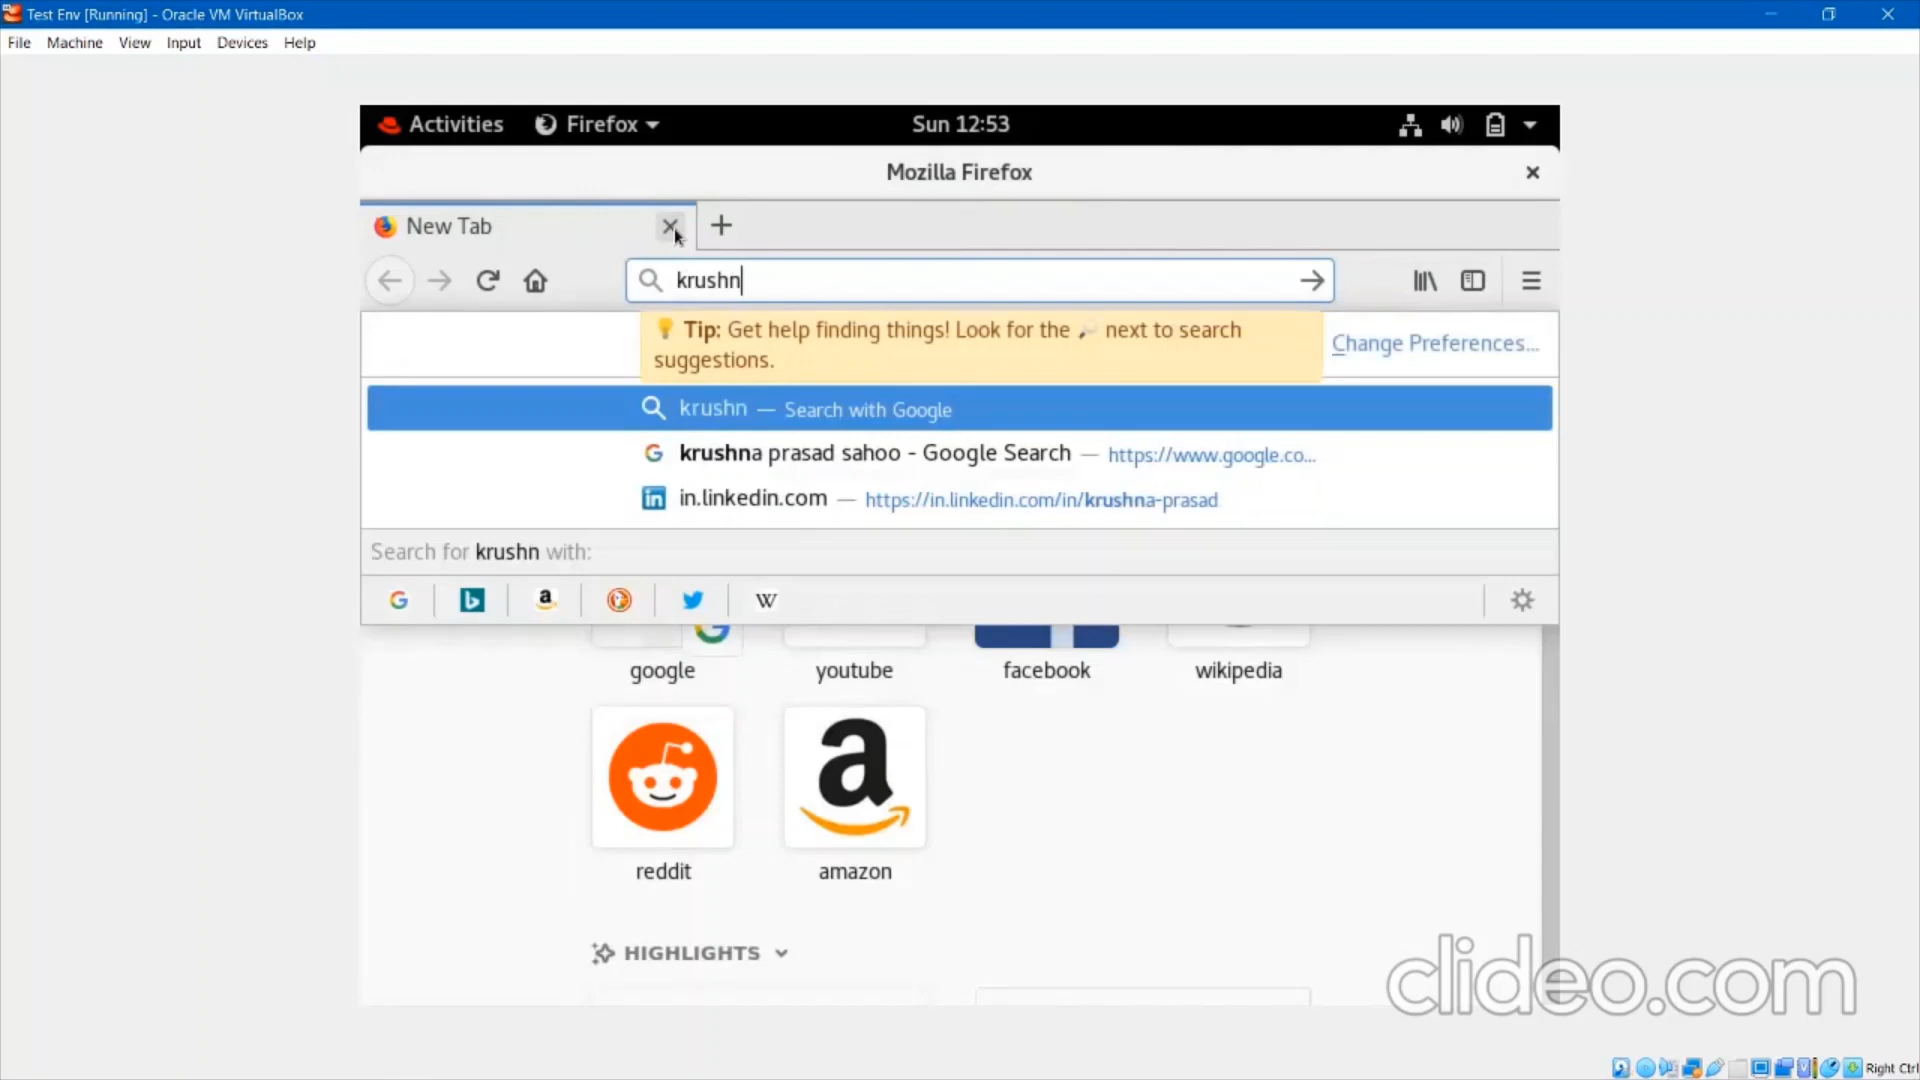 Test Env [Running] - Oracle VM VirtualBox
File Machine View Input Devices Help
Activities Firefox Sun 12:53
Mozilla Firefox
New Tab
krushn
Tip: Get help finding things! Look for the next to search
suggestions.
Change Preferences...
krushn — Search with Google
krushna prasad sahoo - Google Search — https://www.google.co...
in.linkedin.com — https://in.linkedin.com/in/krushna-prasad
Search for krushn with:
google youtube facebook wikipedia
reddit amazon
HIGHLIGHTS
clideo.com
Right Ctrl